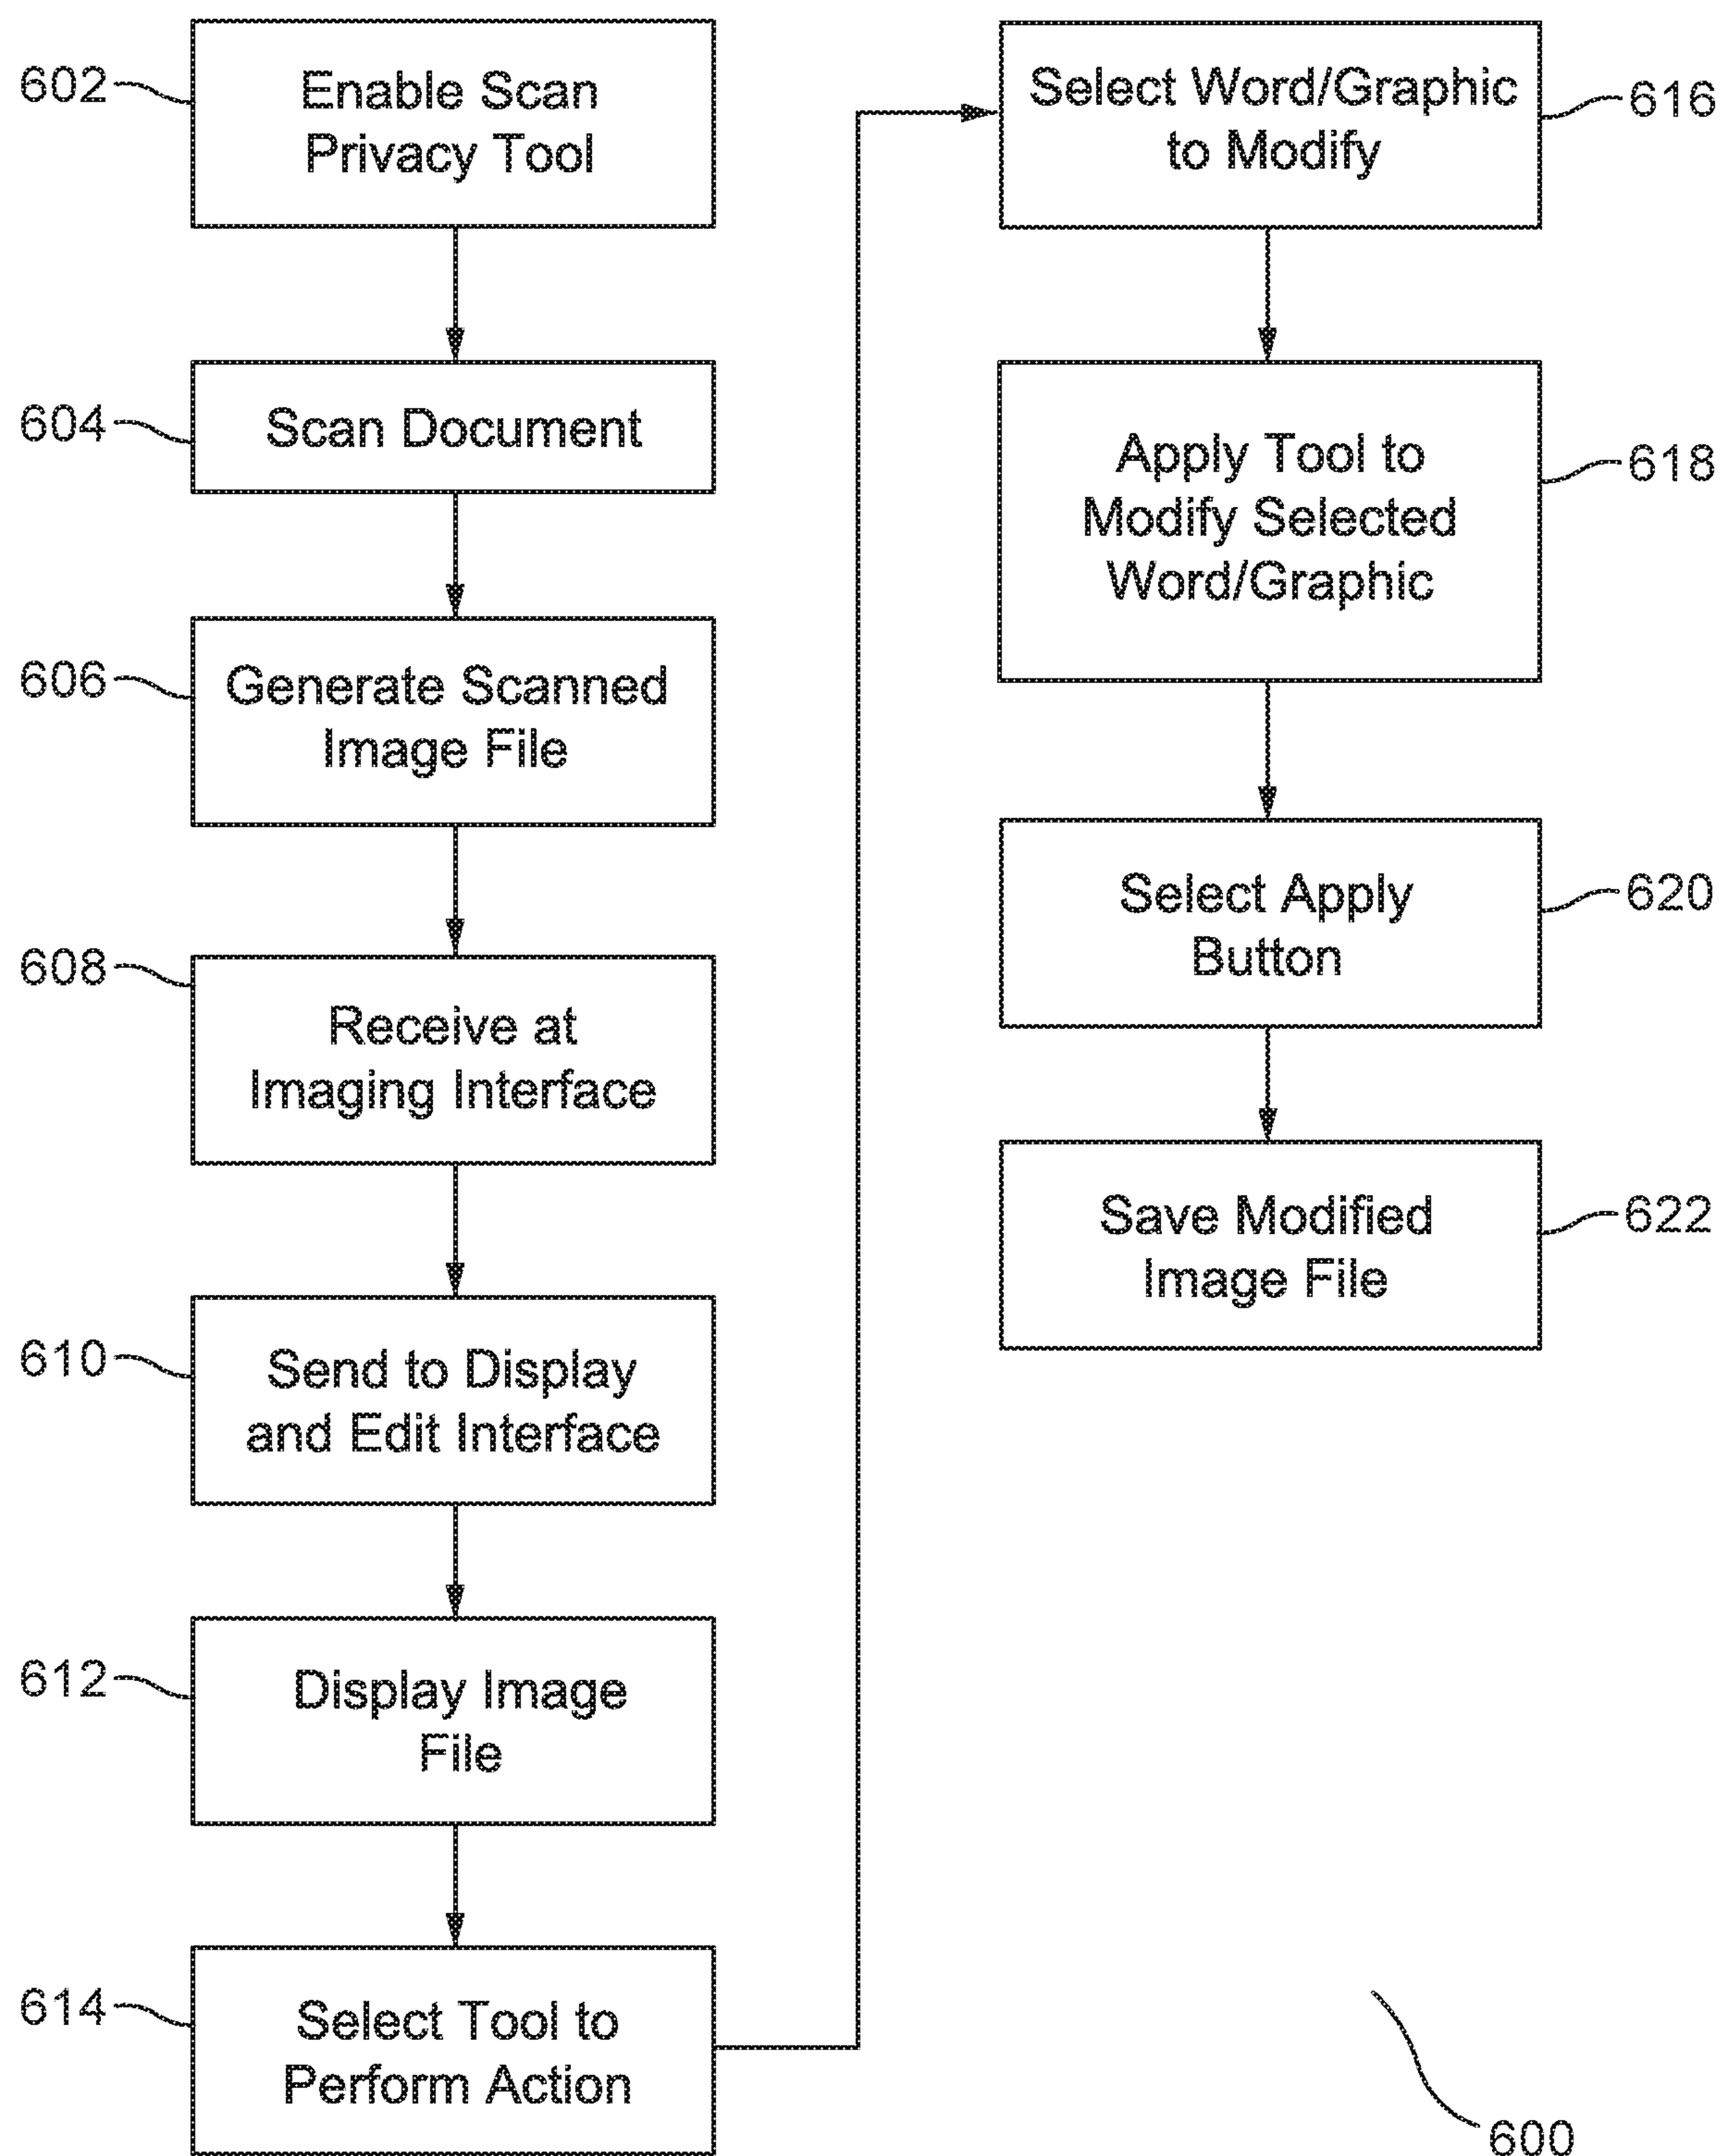 602
Enable Scan
Privacy Tool
604
Scan Document
606
Generate Scanned
Image File
608
Receive at
Imaging Interface
610
Send to Display
and Edit Interface
612
Display Image
File
614
Select Tool to
Perform Action
Select Word/Graphic
to Modify
616
Apply Tool to
Modify Selected
Word/Graphic
618
Select Apply
Button
620
Save Modified
Image File
622
600